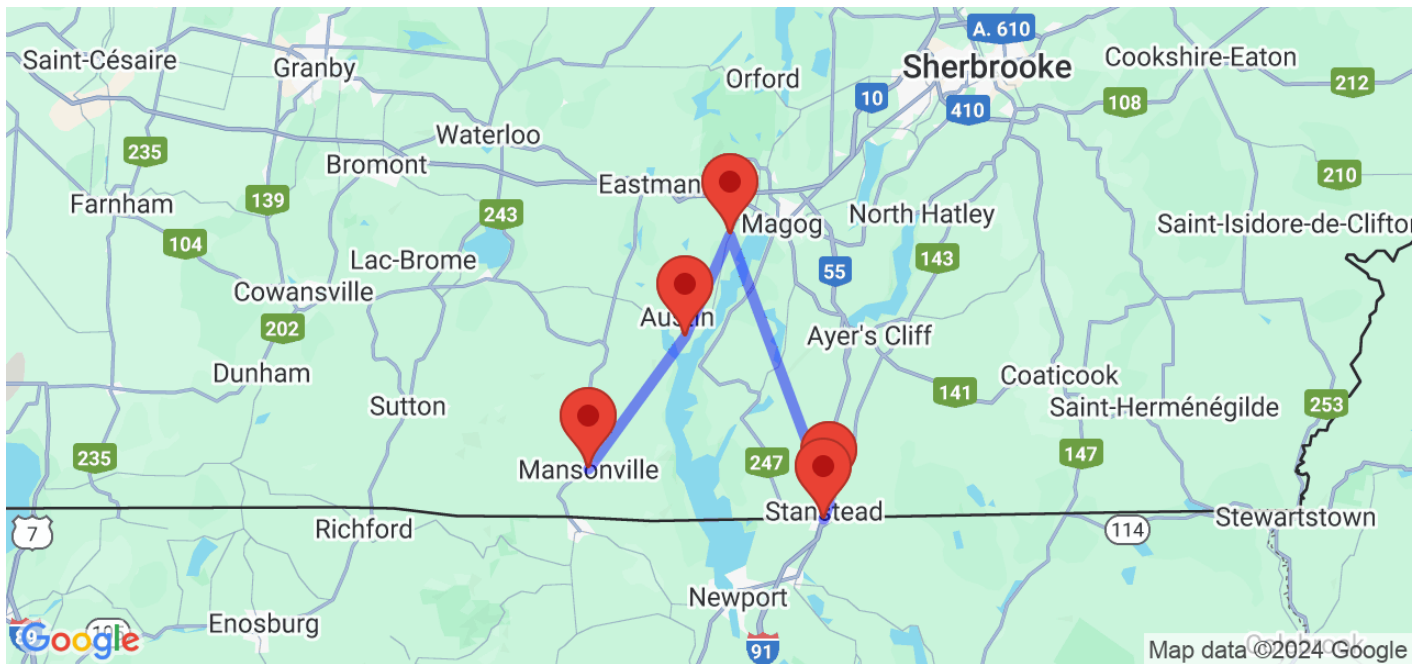 A. 610
Saint-Césaire
Granby
Orford
Sherbrooke
Cookshire-Eaton
212
10
410
108
Waterloo
235
Bromont
Eastman
139
Farnham
243
Magog
North Hatley
210
Saint-Isidore-de-Clifton
104
Lac-Brome
143
55
Cowansville
202
Austin
Ayer's Cliff
Dunham
Coaticook
141
Sutton
Saint-Herménégilde
253
235
247
147
Mansonville
Stanstead
7
Richford
114
Stewartstown
Newport
Enosburg
89
Google
91
Map data ©2024 Google